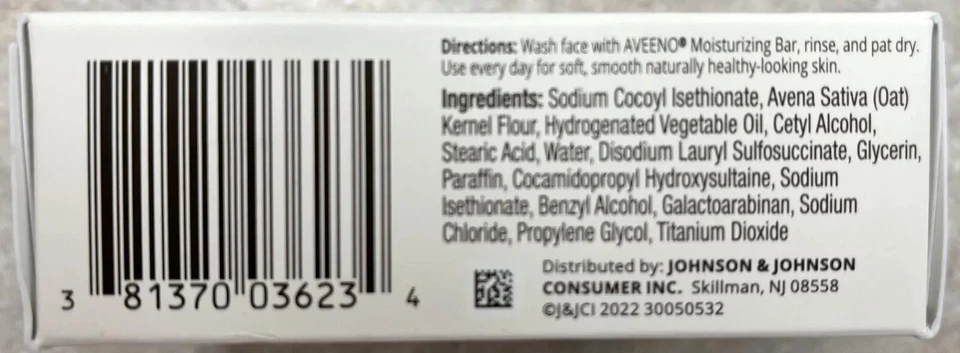 Directions: Wash face with AVEENO® Moisturizing Bar, rinse, and pat dry.
Use every day for soft, smooth naturally healthy-looking skin.
Ingredients: Sodium Cocoyl Isethionate, Avena Sativa (Oat)
Kernel Flour, Hydrogenated Vegetable Oil, Cetyl Alcohol,
Stearic Acid, Water, Disodium Lauryl Sulfosuccinate, Glycerin,
Paraffin, Cocamidopropyl Hydroxysultaine, Sodium
Isethionate, Benzyl Alcohol, Galactoarabinan, Sodium
Chloride, Propylene Glycol, Titanium Dioxide
Distributed by: JOHNSON & JOHNSON
CONSUMER INC. Skillman, NJ 08558
©J&JCI 2022 30050532
3 81370 03623 4